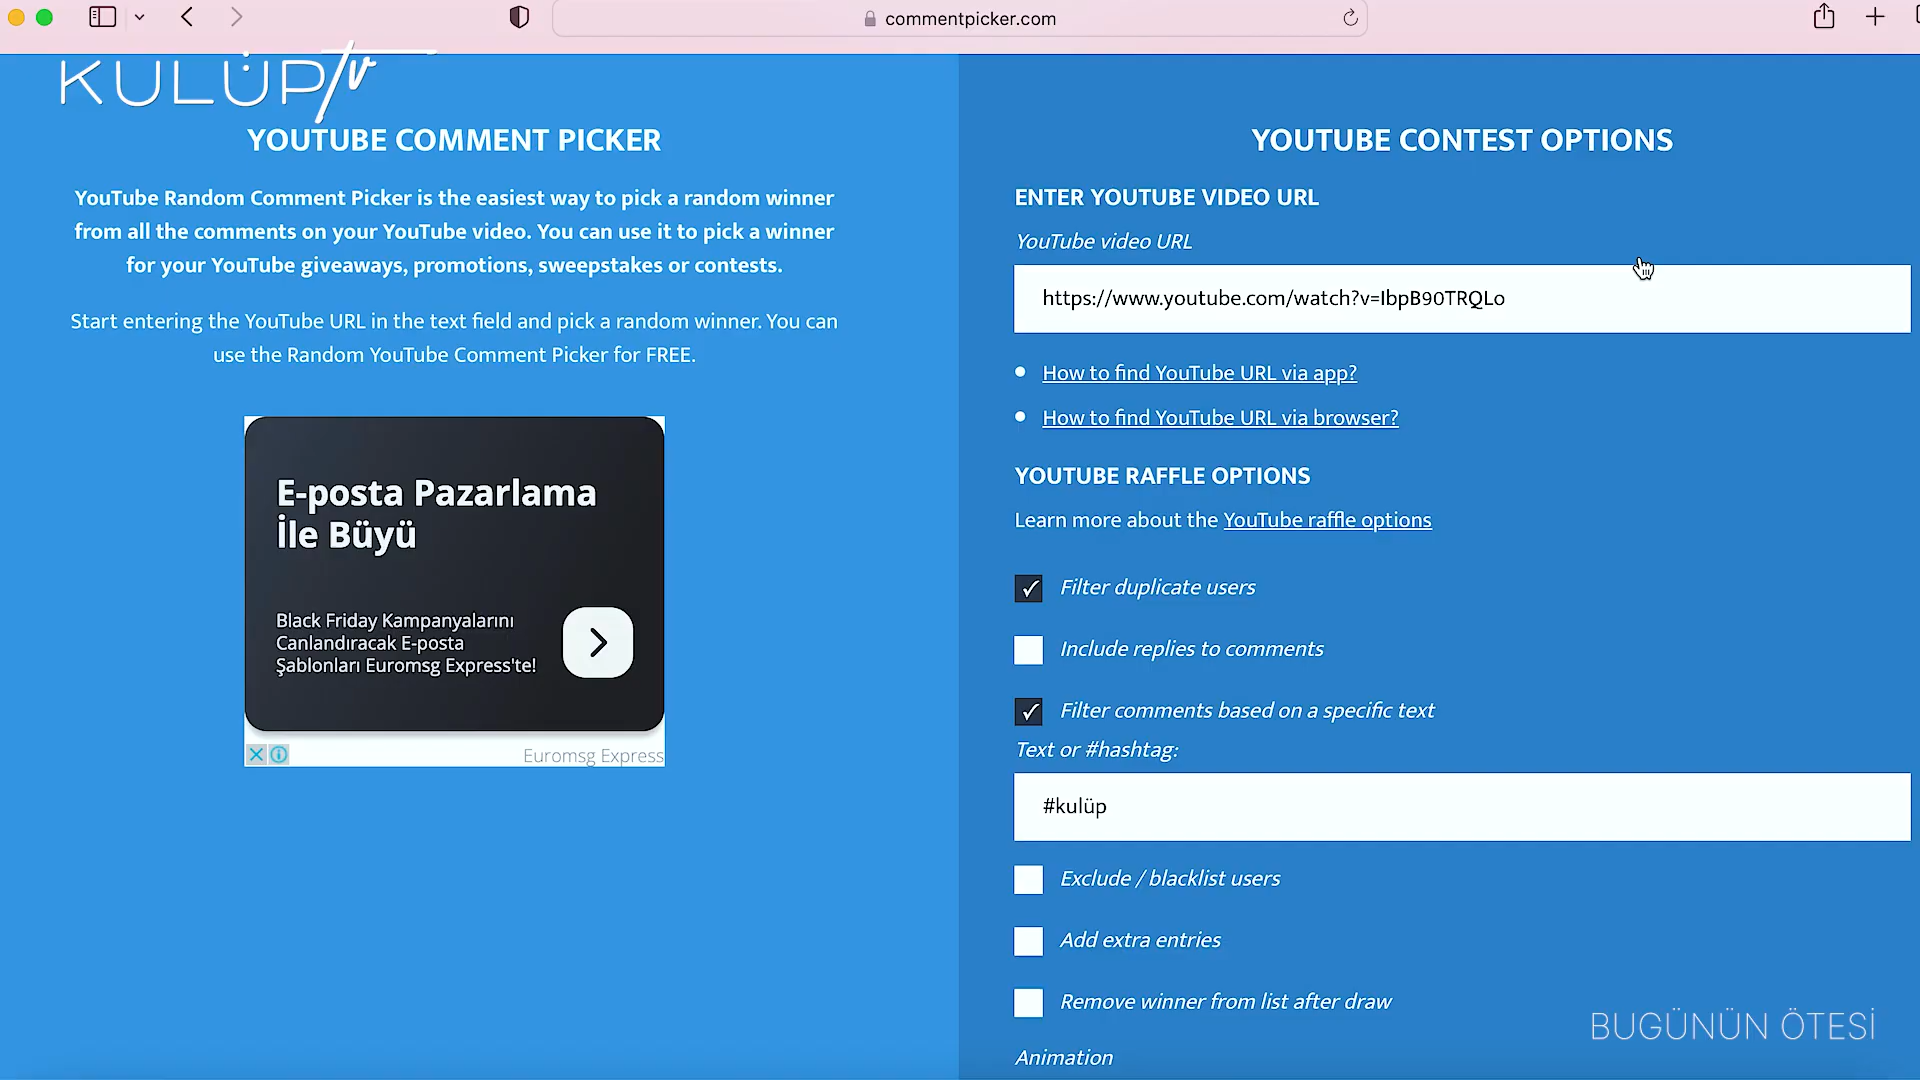 commentpicker.com
KULÜP tv
YOUTUBE COMMENT PICKER
YouTube Random Comment Picker is the easiest way to pick a random winner
from all the comments on your YouTube video. You can use it to pick a winner
for your YouTube giveaways, promotions, sweepstakes or contests.
Start entering the YouTube URL in the text field and pick a random winner. You can
use the Random YouTube Comment Picker for FREE.
E-posta Pazarlama
İle Büyü
Black Friday Kampanyalarını
Canlandıracak E-posta
Şablonları Euromsg Express'te!
Euromsg Express
YOUTUBE CONTEST OPTIONS
ENTER YOUTUBE VIDEO URL
YouTube video URL
https://www.youtube.com/watch?v=IbpB90TRQLo
How to find YouTube URL via app?
How to find YouTube URL via browser?
YOUTUBE RAFFLE OPTIONS
Learn more about the YouTube raffle options
Filter duplicate users
Include replies to comments
Filter comments based on a specific text
Text or #hashtag:
#kulüp
Exclude / blacklist users
Add extra entries
Remove winner from list after draw
Animation
BUGÜNÜN ÖTESİ